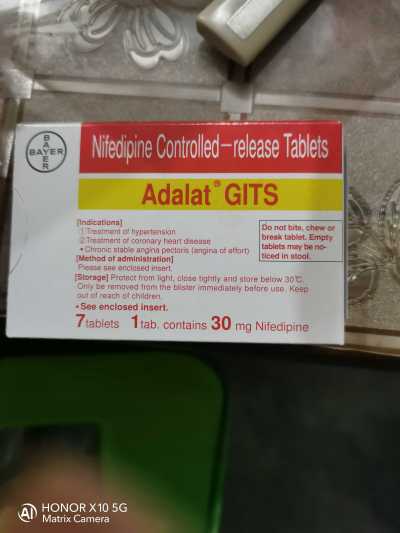 BAYER
BAYER
Nifedipine Controlled-release Tablets
Adalat® GITS
[Indications]
①Treatment of hypertension
②Treatment of coronary heart disease
•Chronic stable angina pectoris (angina of effort)
[Method of administration]
Please see enclosed insert.
[Storage] Protect from light, close tightly and store below 30℃.
Only be removed from the blister immediately before use. Keep
out of reach of children.
•See enclosed insert.
7tablets 1tab. contains 30 mg Nifedipine
Do not bite, chew or
break tablet. Empty
tablets may be no-
ticed in stool.
AI
HONOR X10 5G
Matrix Camera